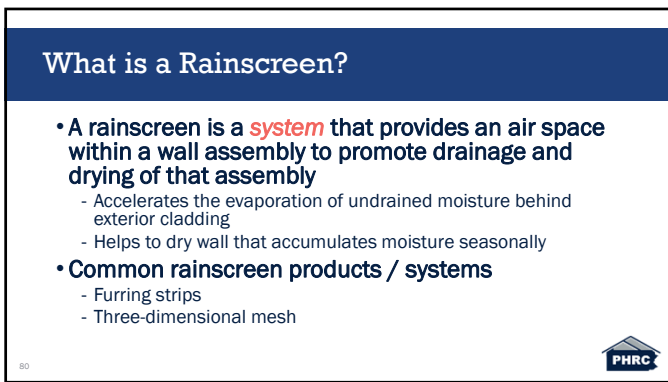 What is a Rainscreen?
• A rainscreen is a system that provides an air space
within a wall assembly to promote drainage and
drying of that assembly
- Accelerates the evaporation of undrained moisture behind
exterior cladding
- Helps to dry wall that accumulates moisture seasonally
• Common rainscreen products / systems
- Furring strips
- Three-dimensional mesh
80
PHRC